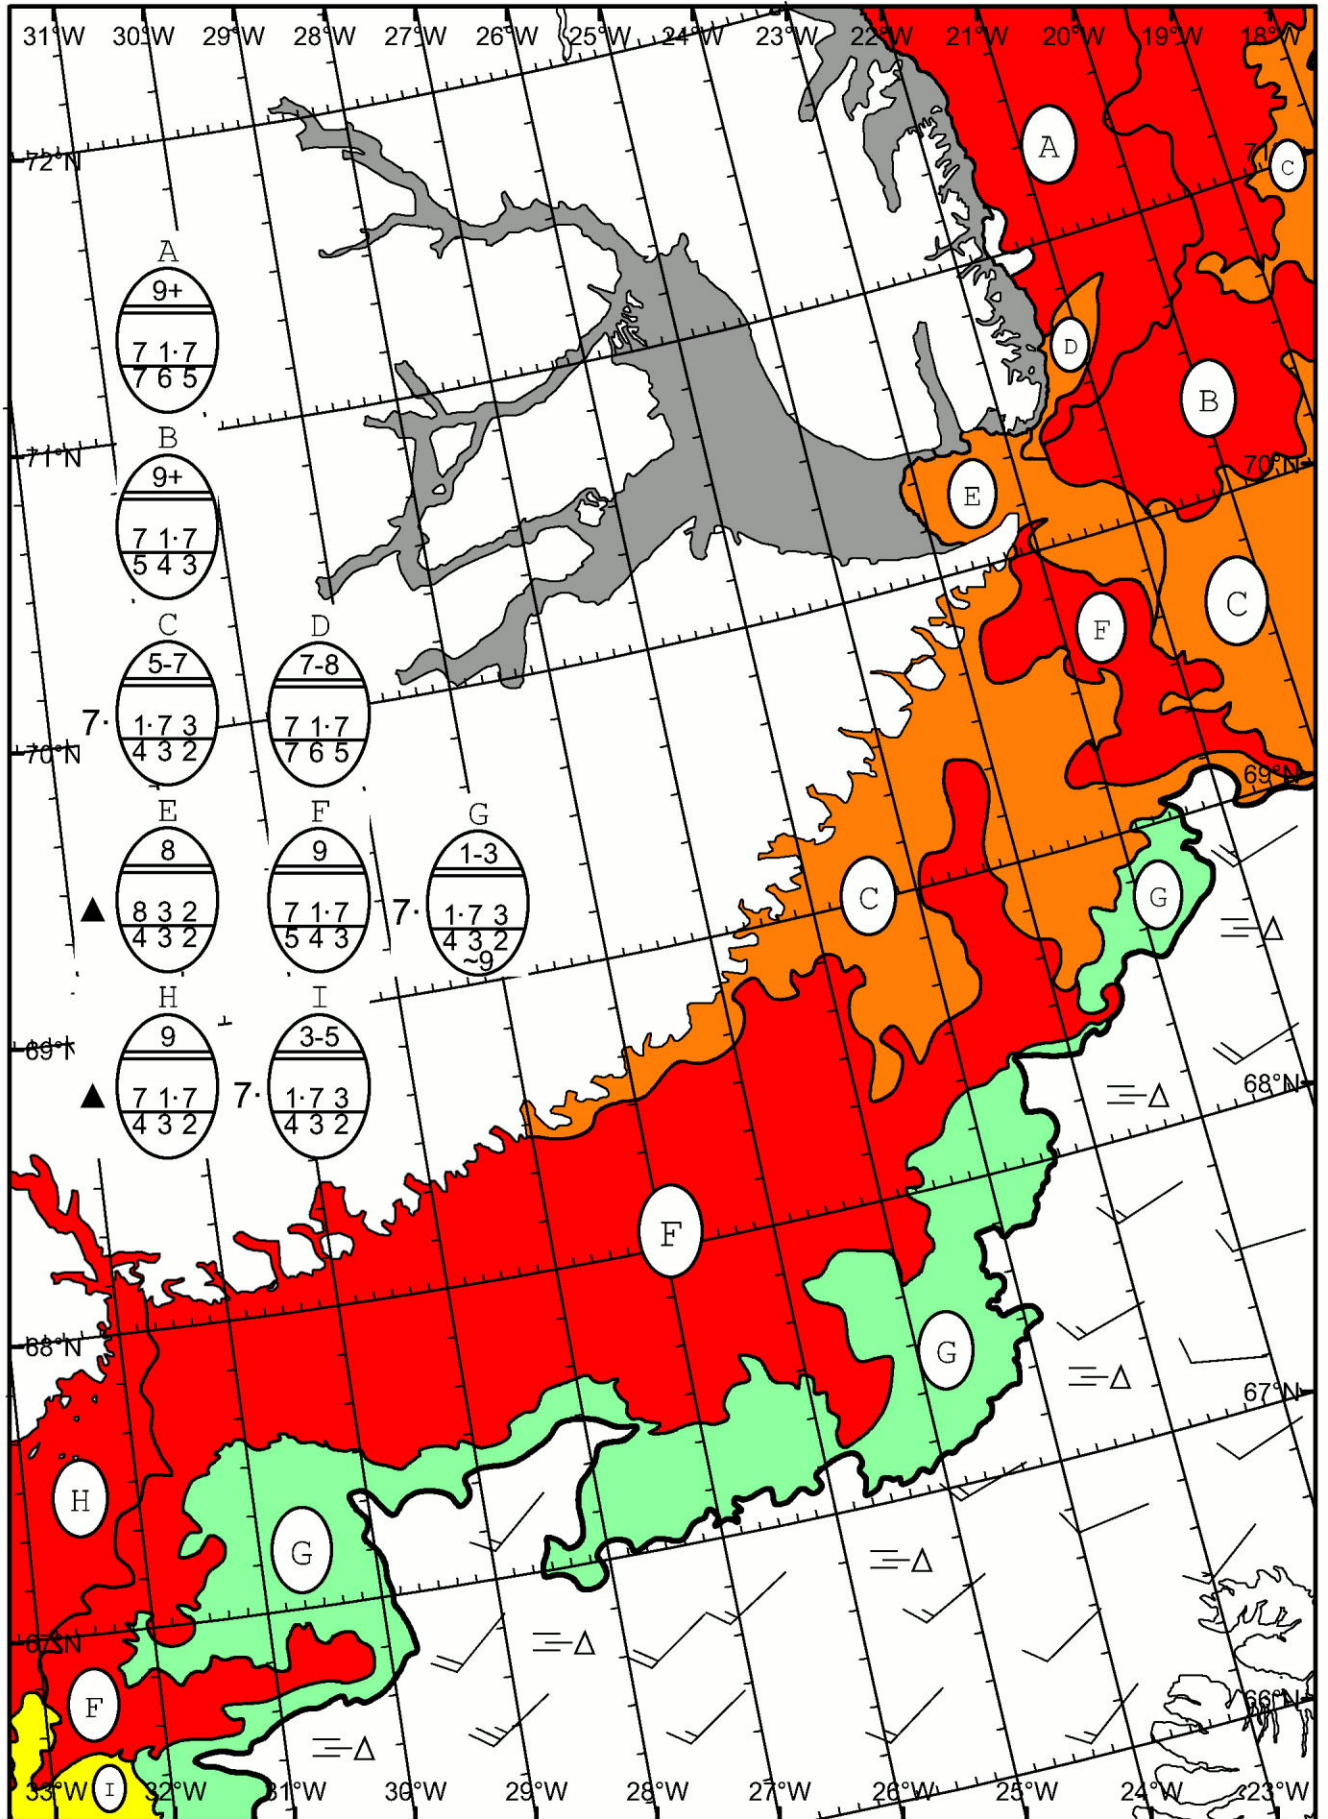 31°W 30°W 29°W 28°W 27°W 26°W 25°W 24°W 23°W 22°W 21°W 20°W 19°W 18°W
A
72°N
C
A
9+
7 1·7
7 6 5
D
B
B
9+
7 1·7
5 4 3
71°N
70°N
E
C D
5-7 7-8
7· 1·7 3 7 1·7
4 3 2 7 6 5
C
F
70°N
69°N
E F G
8 9 1-3
▲ 8 3 2 7 1·7 7· 1·7 3
4 3 2 5 4 3 4 3 2
~9
C
G
H I
9 3-5
▲ 7 1·7 7· 1·7 3
4 3 2 4 3 2
69°N
68°N
F
68°N
G
67°N
H
G
67°N
F
66°N
I
33°W 32°W 31°W 30°W 29°W 28°W 27°W 26°W 25°W 24°W 23°W